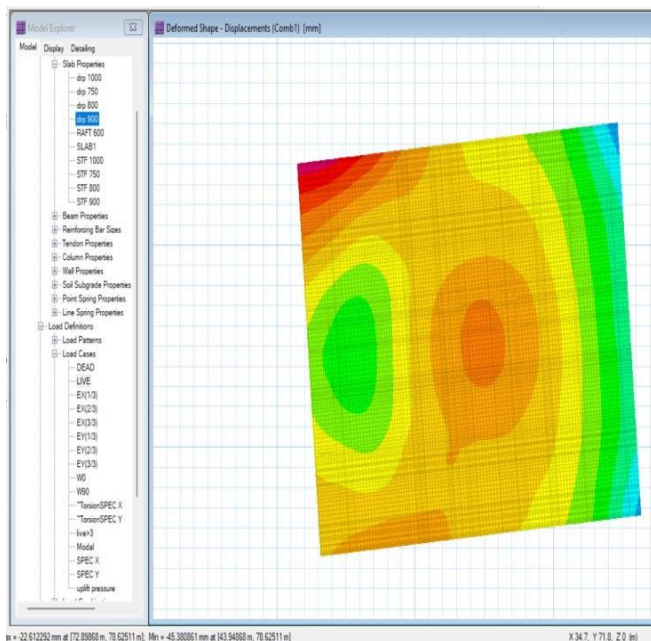 Model Explorer
Model Display Detailing
Slab Properties
drp 1000
drp 750
drp 800
drp 900
RAFT 600
SLAB1
STF 1000
STF 750
STF 800
STF 900
Beam Properties
Reinforcing Bar Sizes
Tendon Properties
Column Properties
Wall Properties
Soil Subgrade Properties
Point Spring Properties
Line Spring Properties
Load Definitions
Load Patterns
Load Cases
DEAD
LIVE
EX(1/3)
EX(2/3)
EX(3/3)
EY(1/3)
EY(2/3)
EY(3/3)
W0
W90
~TorsionSPEC X
~TorsionSPEC Y
live>3
Modal
SPEC X
SPEC Y
uplift pressure
Deformed Shape - Displacements (Comb1) [mm]
= -22.612292 mm at [72.89868 m, 78.62511 m]; Min = -45.380861 mm at [43.94868 m, 78.62511 m]
X 34.7, Y 71.8, Z 0 (m)